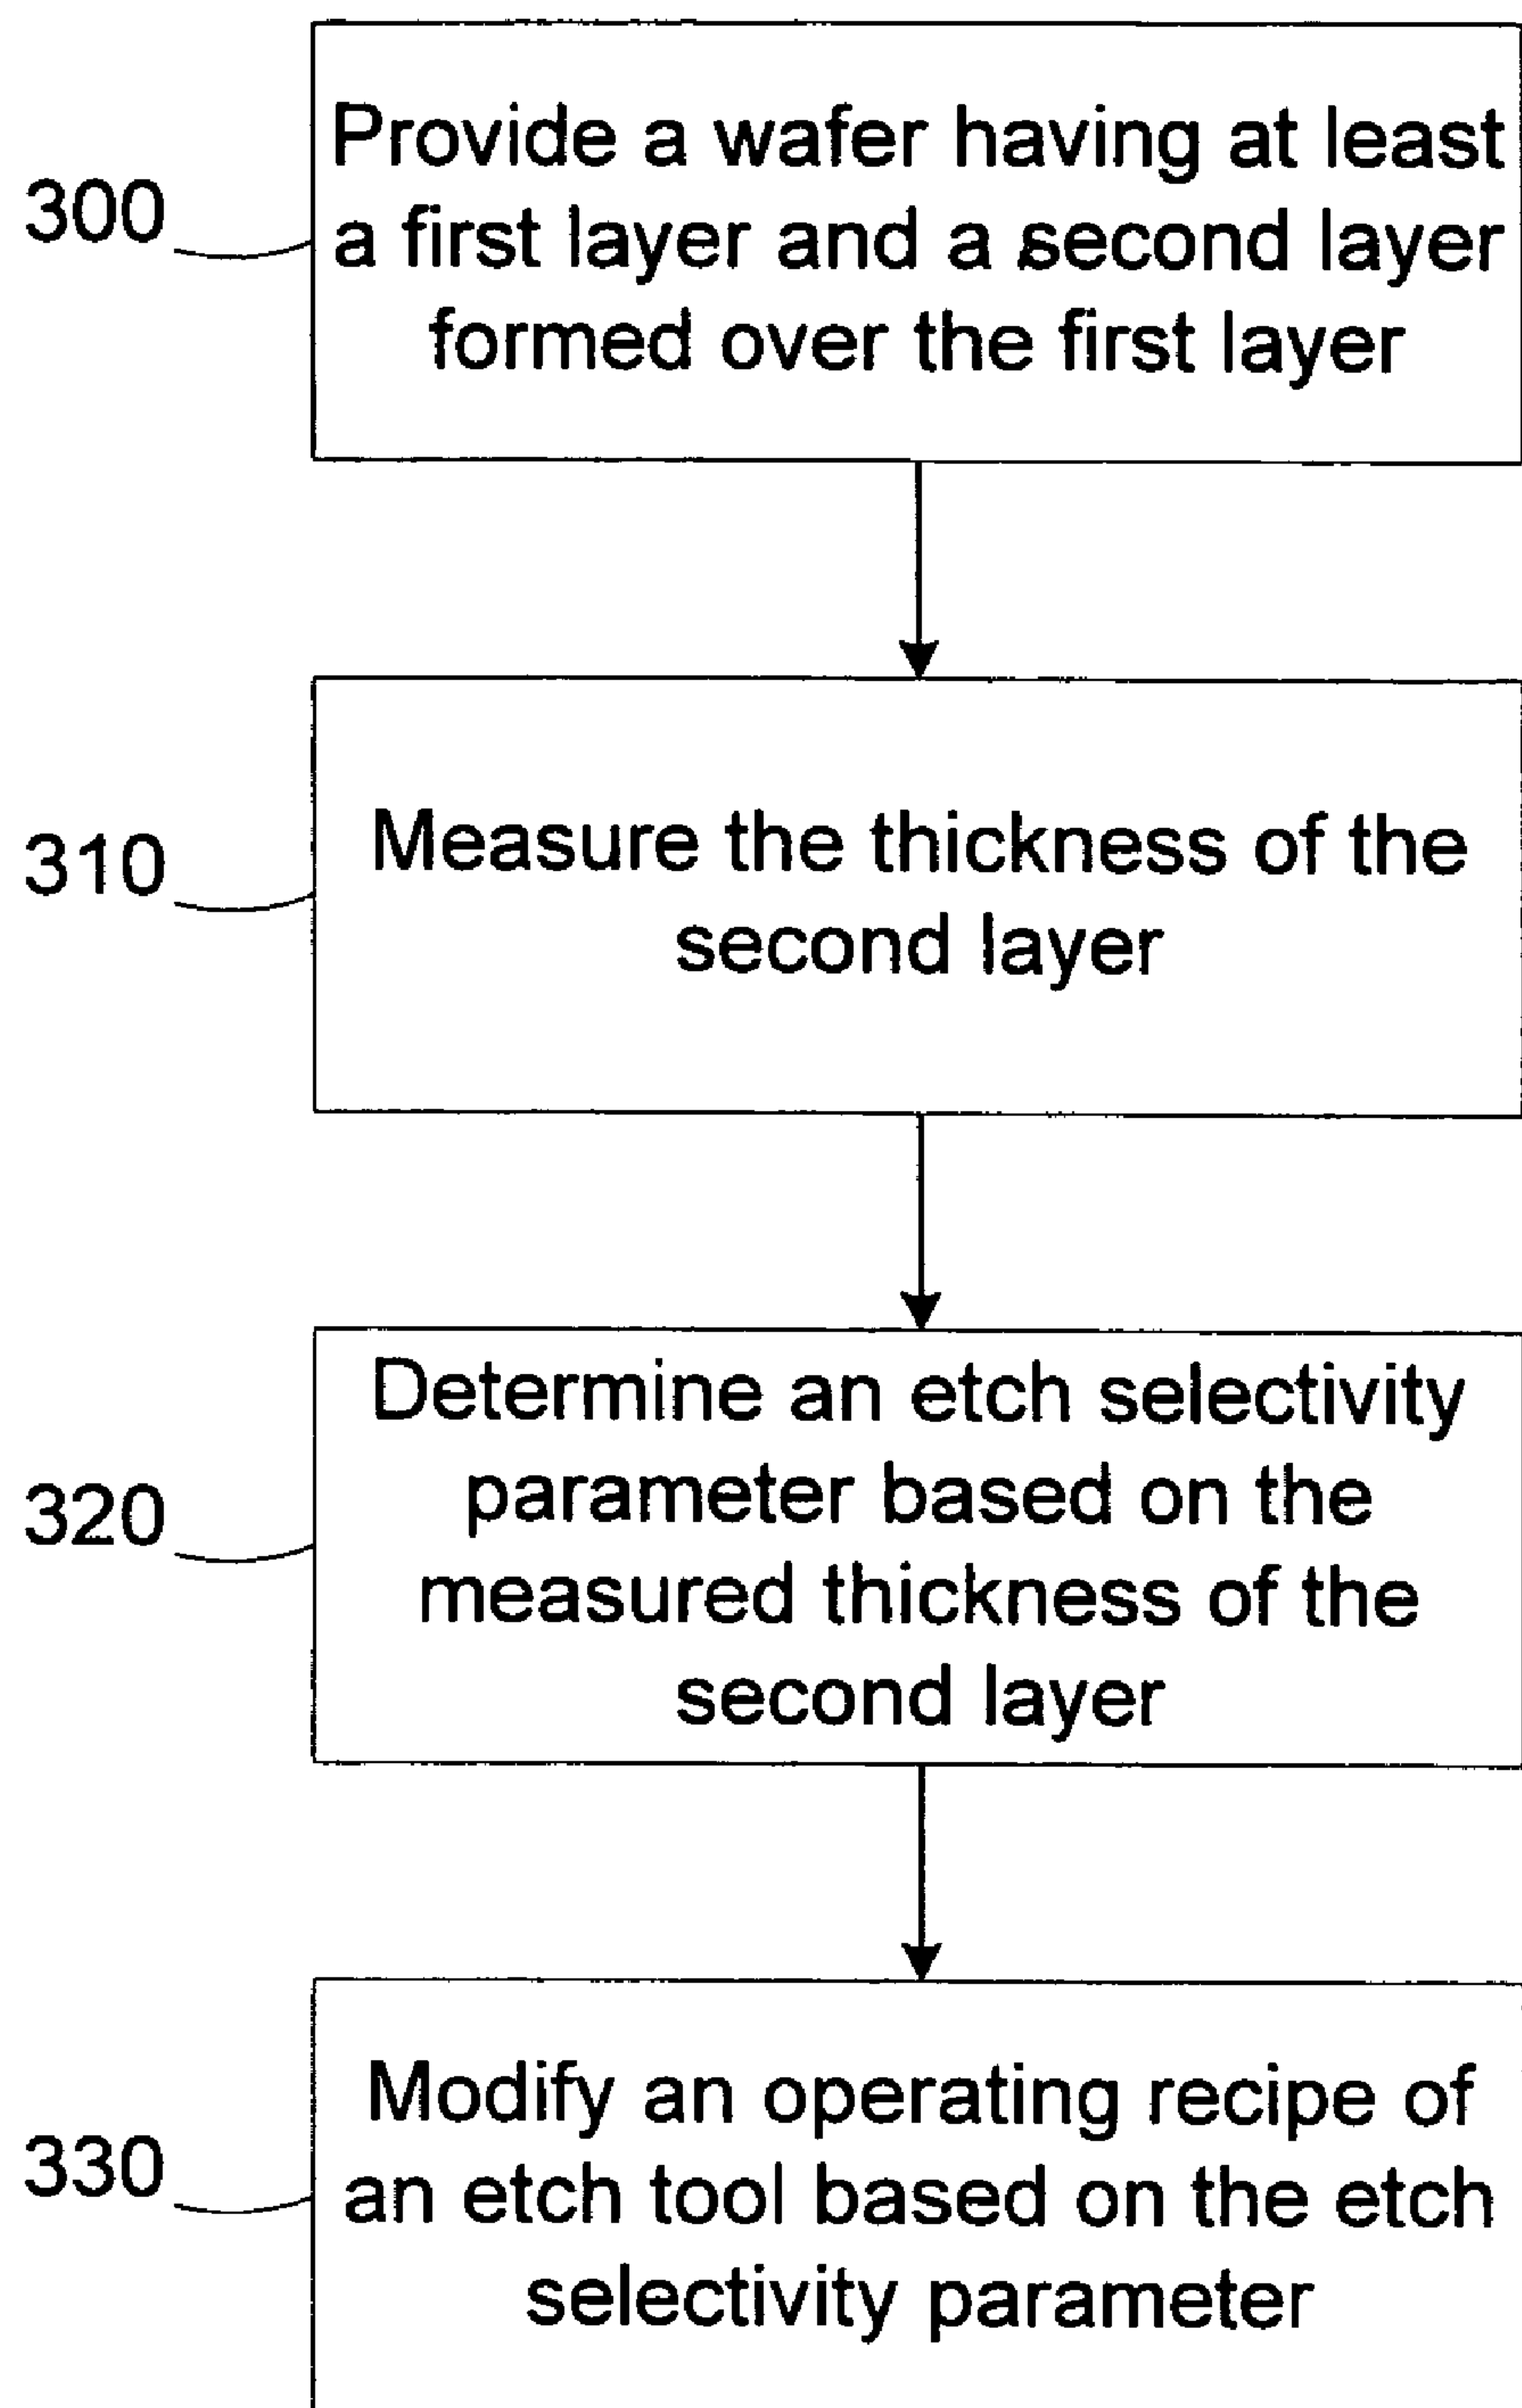 300
Provide a wafer having at least
a first layer and a second layer
formed over the first layer
310
Measure the thickness of the
second layer
320
Determine an etch selectivity
parameter based on the
measured thickness of the
second layer
330
Modify an operating recipe of
an etch tool based on the etch
selectivity parameter